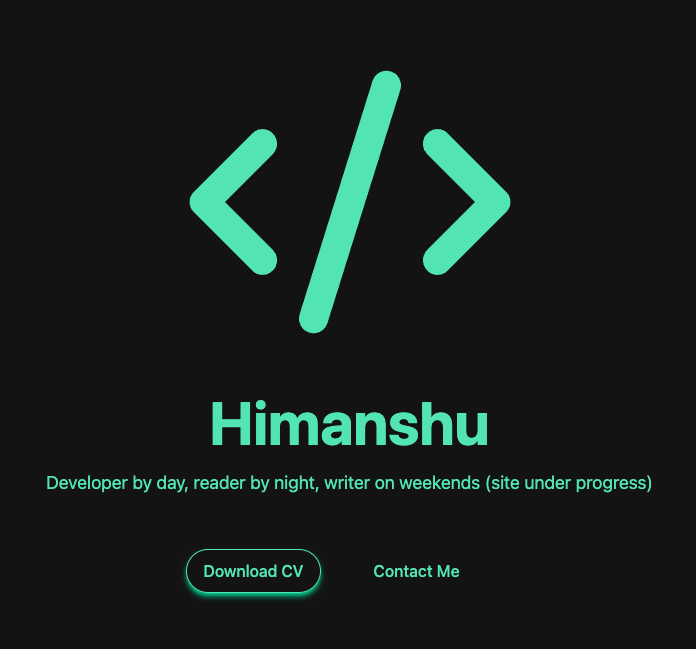 </>
Himanshu
Developer by day, reader by night, writer on weekends (site under progress)
Download CV
Contact Me